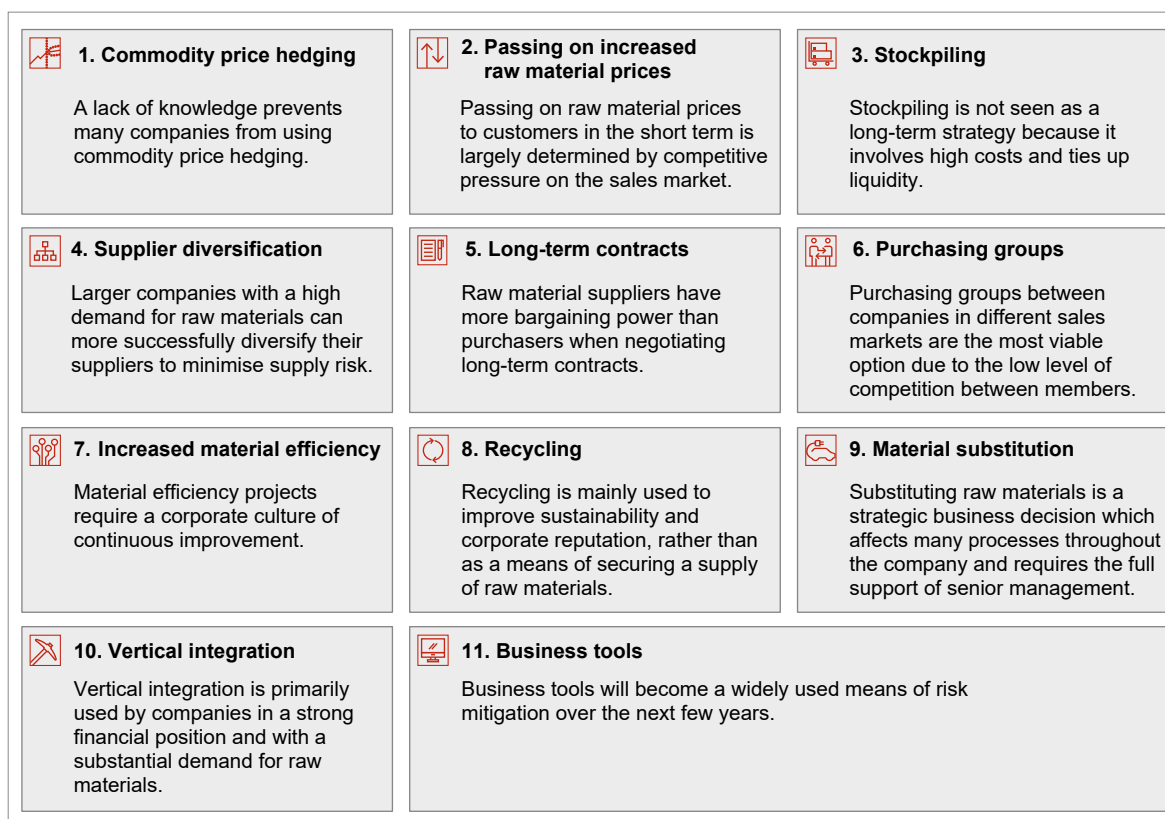 1. Commodity price hedging
A lack of knowledge prevents
many companies from using
commodity price hedging.
2. Passing on increased
raw material prices
Passing on raw material prices
to customers in the short term is
largely determined by competitive
pressure on the sales market.
3. Stockpiling
Stockpiling is not seen as a
long-term strategy because it
involves high costs and ties up
liquidity.
4. Supplier diversification
Larger companies with a high
demand for raw materials can
more successfully diversify their
suppliers to minimise supply risk.
5. Long-term contracts
Raw material suppliers have
more bargaining power than
purchasers when negotiating
long-term contracts.
6. Purchasing groups
Purchasing groups between
companies in different sales
markets are the most viable
option due to the low level of
competition between members.
7. Increased material efficiency
Material efficiency projects
require a corporate culture of
continuous improvement.
8. Recycling
Recycling is mainly used to
improve sustainability and
corporate reputation, rather than
as a means of securing a supply
of raw materials.
9. Material substitution
Substituting raw materials is a
strategic business decision which
affects many processes throughout
the company and requires the full
support of senior management.
10. Vertical integration
Vertical integration is primarily
used by companies in a strong
financial position and with a
substantial demand for raw
materials.
11. Business tools
Business tools will become a widely used means of risk
mitigation over the next few years.